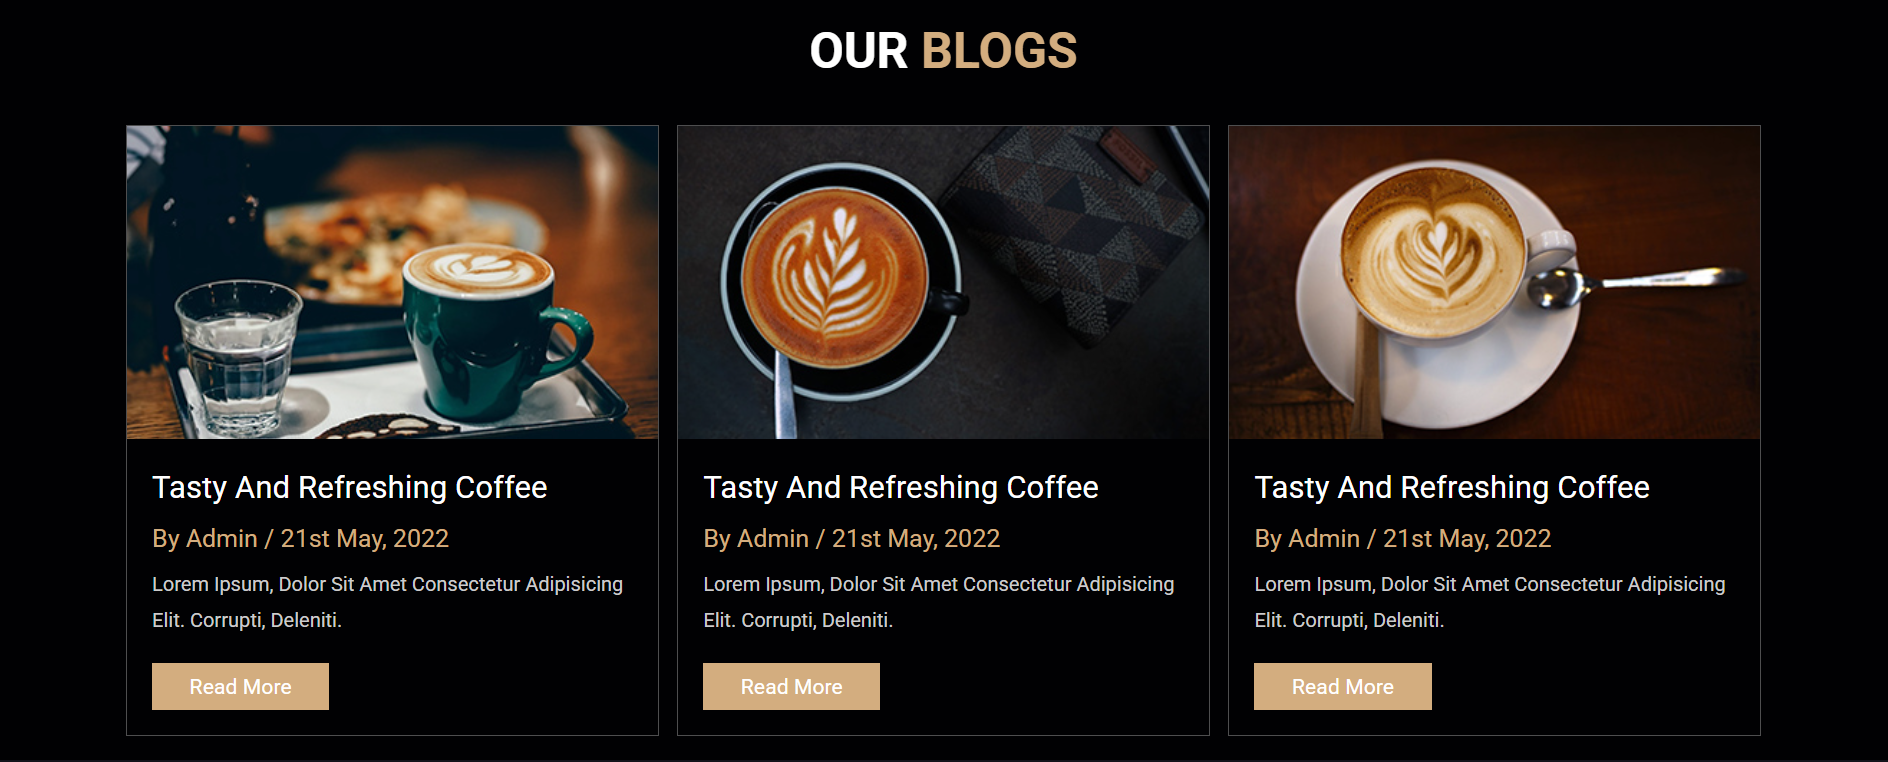 OUR BLOGS
Tasty And Refreshing Coffee
By Admin / 21st May, 2022
Lorem Ipsum, Dolor Sit Amet Consectetur Adipisicing
Elit. Corrupti, Deleniti.
Read More
Tasty And Refreshing Coffee
By Admin / 21st May, 2022
Lorem Ipsum, Dolor Sit Amet Consectetur Adipisicing
Elit. Corrupti, Deleniti.
Read More
Tasty And Refreshing Coffee
By Admin / 21st May, 2022
Lorem Ipsum, Dolor Sit Amet Consectetur Adipisicing
Elit. Corrupti, Deleniti.
Read More